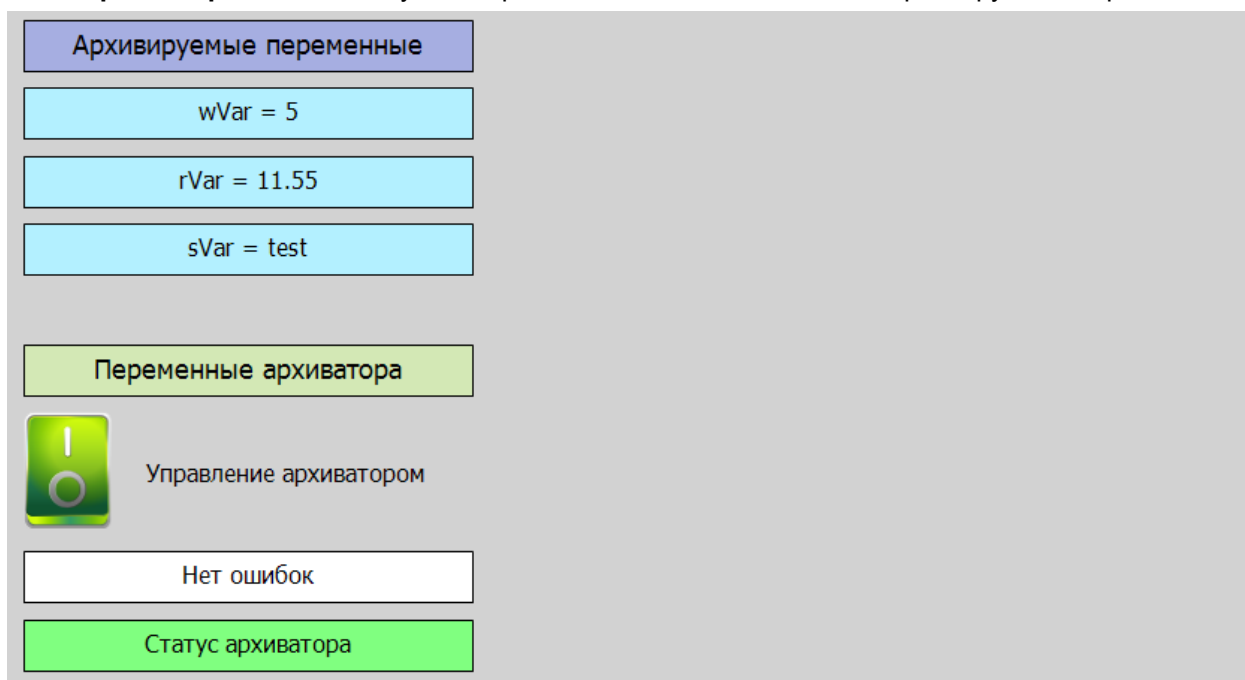 Архивируемые переменные
wVar = 5
rVar = 11.55
sVar = test
Переменные архиватора
Управление архиватором
Нет ошибок
Статус архиватора